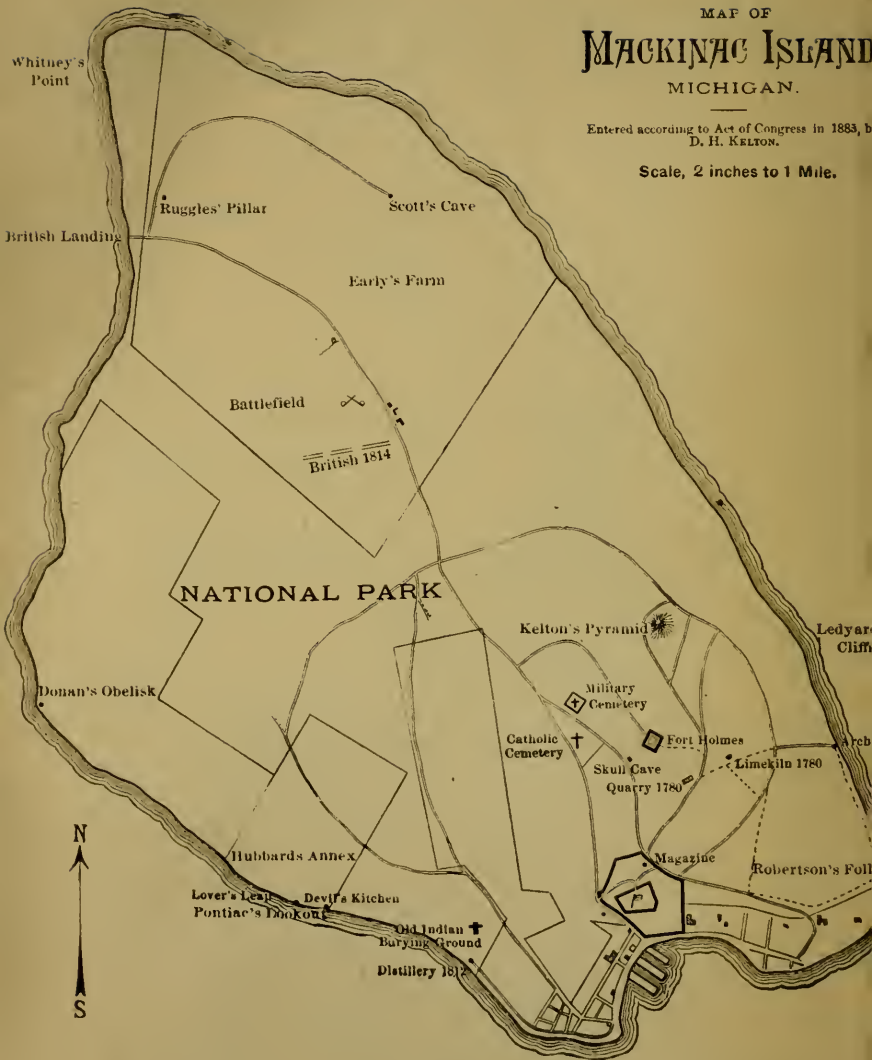 MAP OF
MACKINAC ISLAND
MICHIGAN.
Entered according to Act of Congress in 1883, b
D. H. KELTON.
Scale, 2 inches to 1 Mile.
Whitney's
Point
Ruggles' Pillar
Scott's Cave
British Landing
Early's Farm
Battlefield
British 1814
NATIONAL PARK
Kelton's Pyramid
Ledyar
Cliff
Donan's Obelisk
Military
Cemetery
Catholic
Cemetery
Fort Holmes
Arch
Skull Cave
Limekiln 1780
Quarry 1780
N
Hubbards Annex
Magazine
Robertson's Foll
Lover's Leap
Devil's Kitchen
Pontiac's Lookout
Old Indian
Burying Ground
Distillery 1812
S